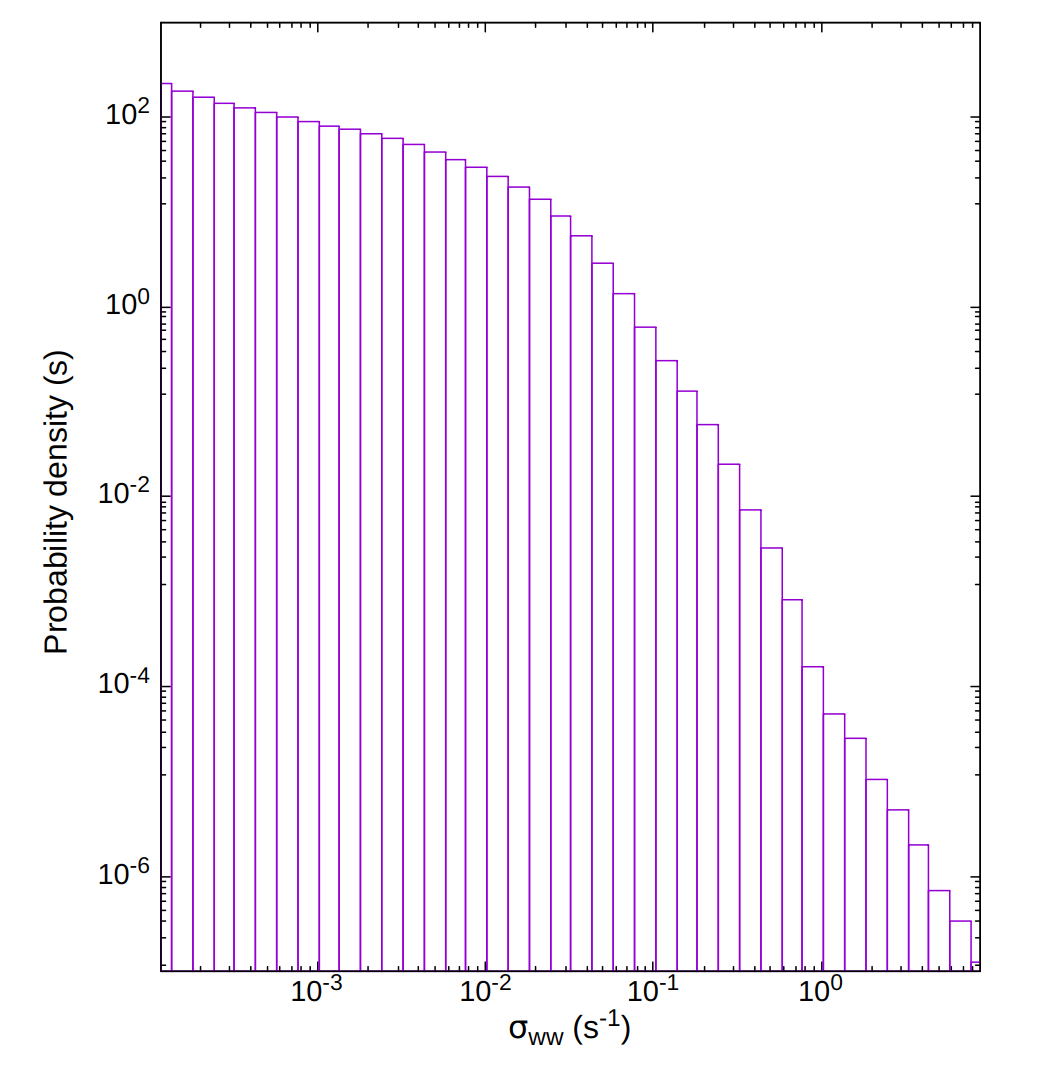 10²
10⁰
10⁻²
10⁻⁴
10⁻⁶
Probability density (s)
10⁻³ 10⁻² 10⁻¹ 10⁰
σww (s⁻¹)